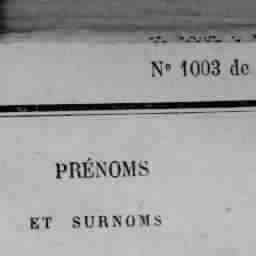 Nº 1003 de
PRÉNOMS
ET SURNOMS